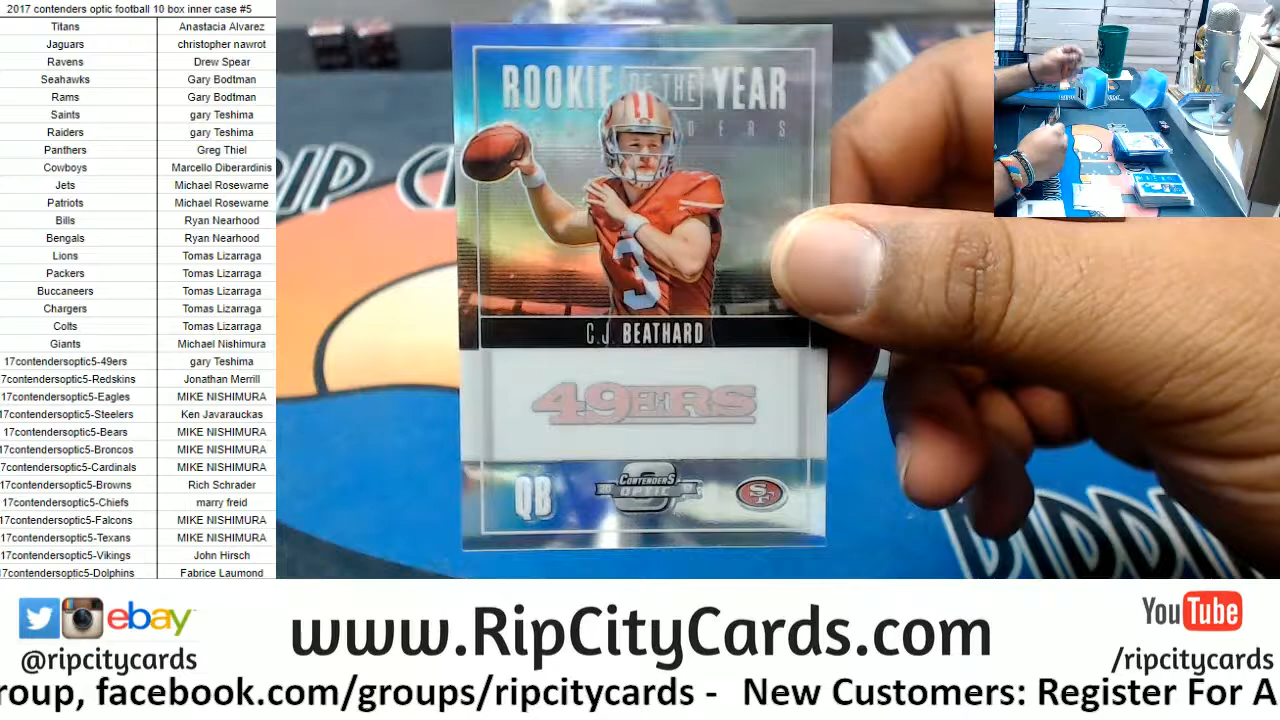 2017 contenders optic football 10 box inner case #5
Titans Anastacia Alvarez
Jaguars christopher nawrot
Ravens Drew Spear
Seahawks Gary Bodtman
Rams Gary Bodtman
Saints gary Teshima
Raiders gary Teshima
Panthers Greg Thiel
Cowboys Marcello Diberardinis
Jets Michael Rosewarne
Patriots Michael Rosewarne
Bills Ryan Nearhood
Bengals Ryan Nearhood
Lions Tomas Lizarraga
Packers Tomas Lizarraga
Buccaneers Tomas Lizarraga
Chargers Tomas Lizarraga
Colts Tomas Lizarraga
Giants Michael Nishimura
17contendersoptic5-49ers gary Teshima
7contendersoptic5-Redskins Jonathan Merrill
17contendersoptic5-Eagles MIKE NISHIMURA
7contendersoptic5-Steelers Ken Javarauckas
17contendersoptic5-Bears MIKE NISHIMURA
17contendersoptic5-Broncos MIKE NISHIMURA
7contendersoptic5-Cardinals MIKE NISHIMURA
17contendersoptic5-Browns Rich Schrader
17contendersoptic5-Chiefs marry freid
17contendersoptic5-Falcons MIKE NISHIMURA
17contendersoptic5-Texans MIKE NISHIMURA
17contendersoptic5-Vikings John Hirsch
7contendersoptic5-Dolphins Fabrice Laumond
ROOKIE OF THE YEAR
3
C.J. BEATHARD
49ERS
QB
CONTENDERS
OPTIC
SF
RIP C
DIDDIN
ebay
@ripcitycards
www.RipCityCards.com
YouTube
/ripcitycards
roup, facebook.com/groups/ripcitycards - New Customers: Register For A